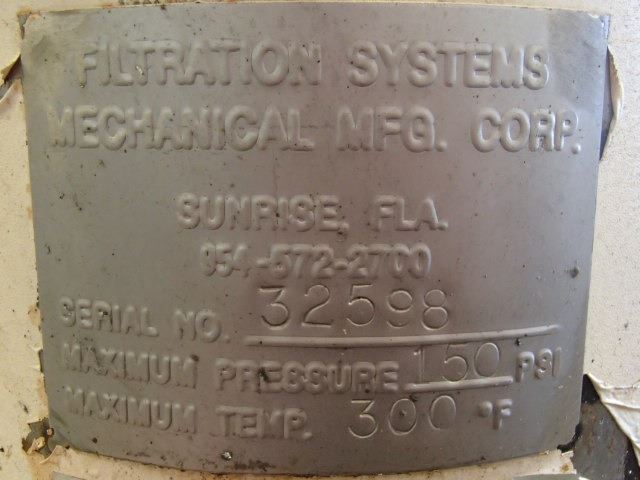 FILTRATION SYSTEMS
MECHANICAL MFG. CORP.
SUNRISE, FLA.
954-572-2700
SERIAL NO. 32598
MAXIMUM PRESSURE 150 PSI
MAXIMUM TEMP. 300 °F